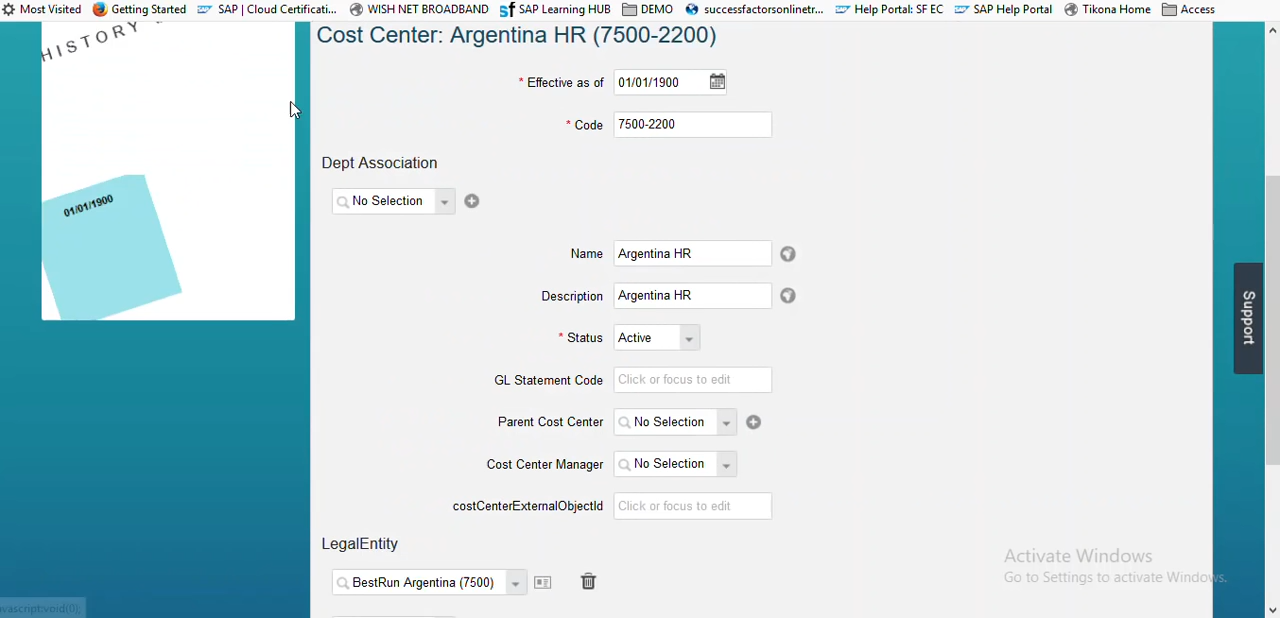 Most Visited Getting Started SAP | Cloud Certificati... WISH NET BROADBAND SAP Learning HUB DEMO successfactorsonlinetr... Help Portal: SF EC SAP Help Portal Tikona Home Access
HISTORY
Cost Center: Argentina HR (7500-2200)
* Effective as of 01/01/1900
* Code 7500-2200
Dept Association
No Selection
01/01/1900
Name Argentina HR
Description Argentina HR
* Status Active
GL Statement Code Click or focus to edit
Parent Cost Center No Selection
Cost Center Manager No Selection
costCenterExternalObjectId Click or focus to edit
LegalEntity
BestRun Argentina (7500)
Support
Activate Windows
Go to Settings to activate Windows.
avascript:void(0);